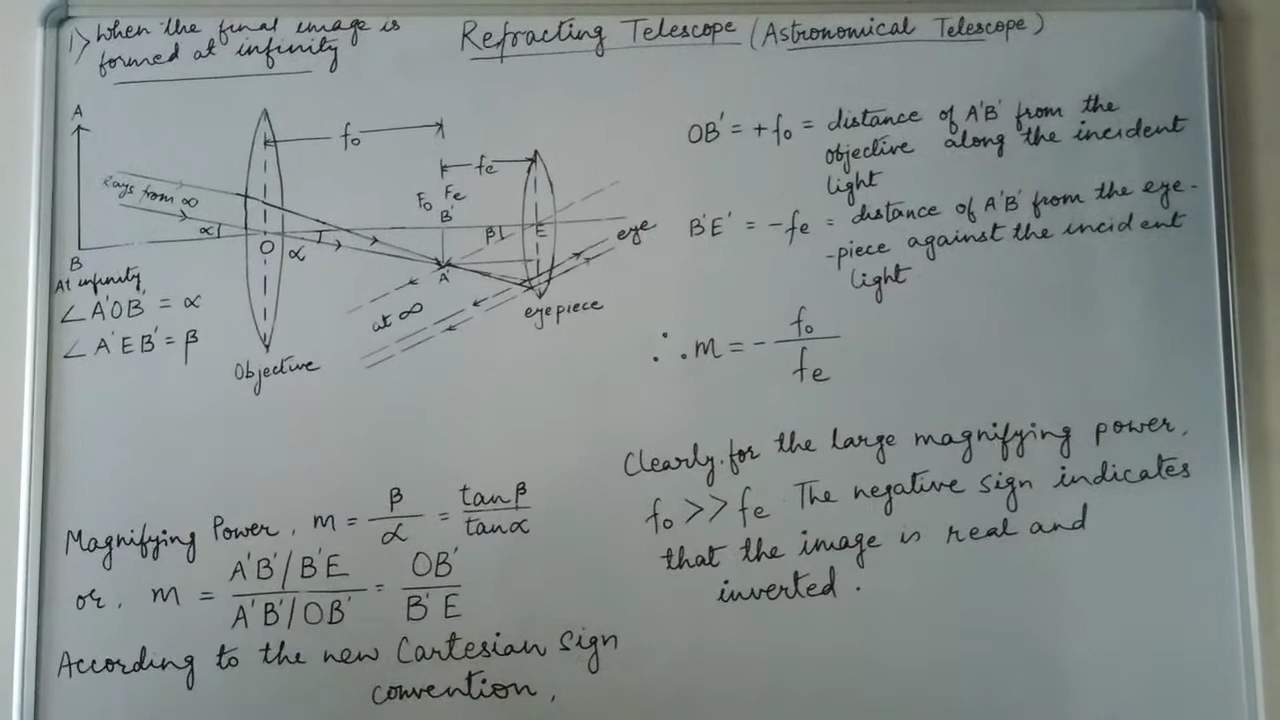 1) When the final image is
formed at infinity
Refracting Telescope (Astronomical Telescope)
A
fo
fe
Fo Fe
B'
Rays from ∞
α
O
α
β
E
eye
B
A'
At infinity
∠A'OB' = α
∠A'EB' = β
at ∞
eyepiece
Objective
OB' = +fo = distance of A'B' from the
objective along the incident
light
B'E' = -fe = distance of A'B' from the eye-
-piece against the incident
light
∴ m = - fo / fe
Magnifying Power, m = β / α = tanβ / tanα
or, m = A'B'/B'E / A'B'/OB' = OB' / B'E
According to the new Cartesian Sign
convention,
Clearly. for the large magnifying power,
fo >> fe The negative sign indicates
that the image is real and
inverted.